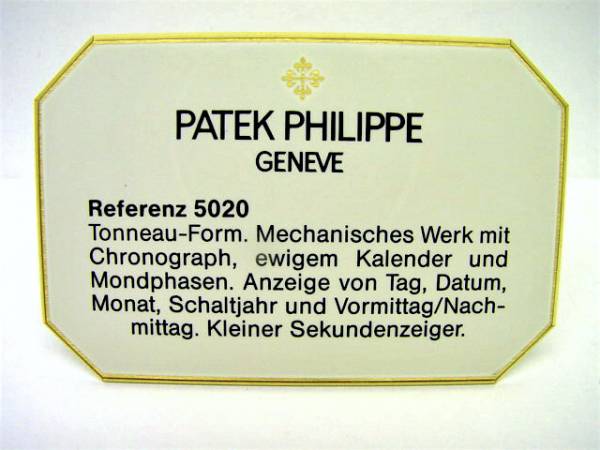 PATEK PHILIPPE
GENEVE
Referenz 5020
Tonneau-Form. Mechanisches Werk mit
Chronograph, ewigem Kalender und
Mondphasen. Anzeige von Tag, Datum,
Monat, Schaltjahr und Vormittag/Nach-
mittag. Kleiner Sekundenzeiger.